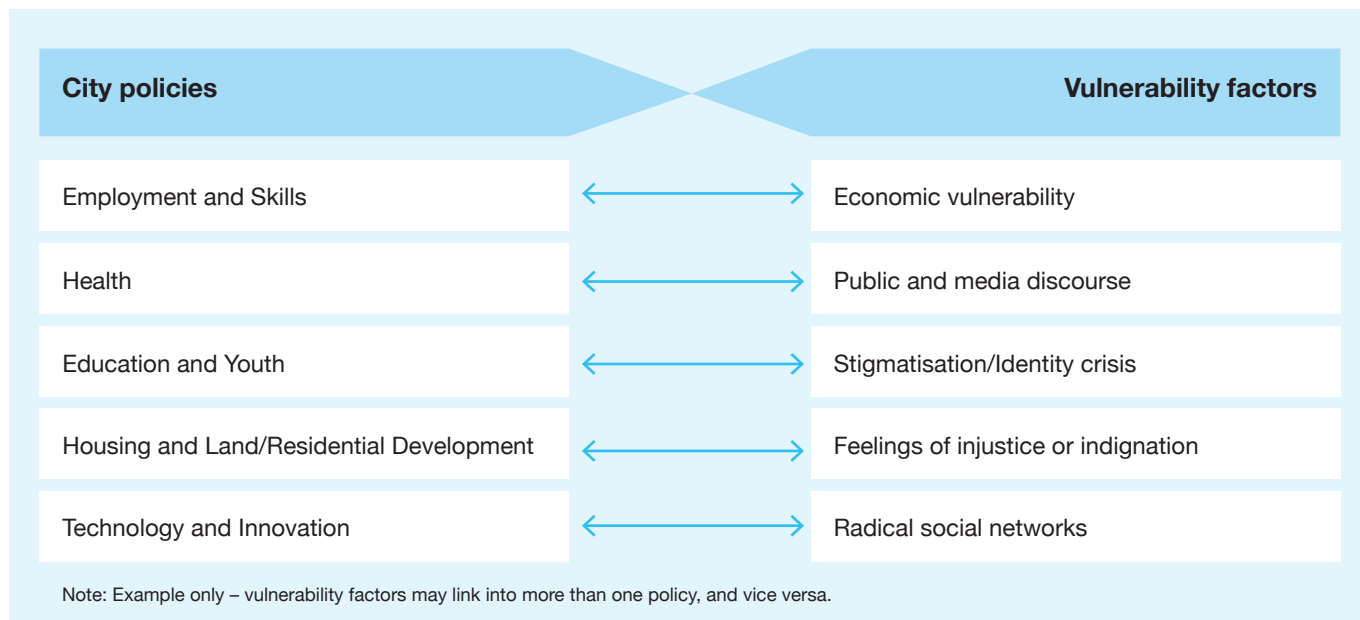 City policies
Vulnerability factors
Employment and Skills
Economic vulnerability
Health
Public and media discourse
Education and Youth
Stigmatisation/Identity crisis
Housing and Land/Residential Development
Feelings of injustice or indignation
Technology and Innovation
Radical social networks
Note: Example only – vulnerability factors may link into more than one policy, and vice versa.